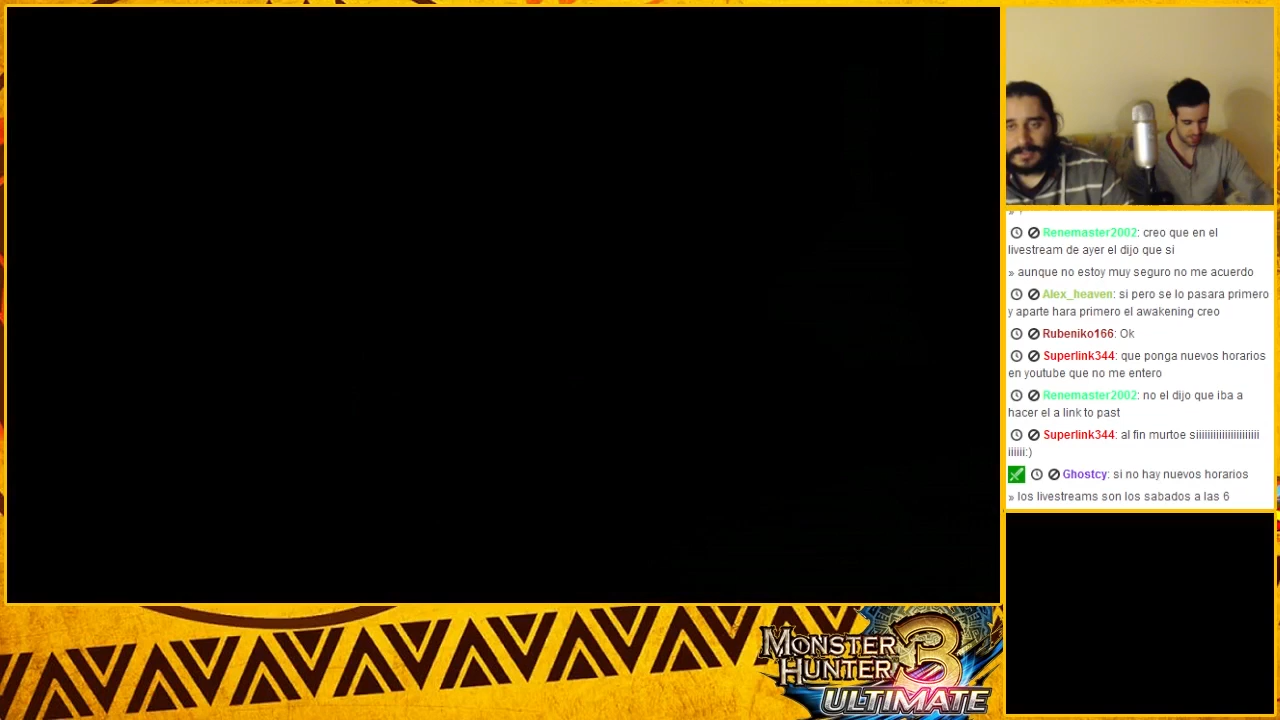 Renemaster2002: creo que en el
livestream de ayer el dijo que si
» aunque no estoy muy seguro no me acuerdo
Alex_heaven: si pero se lo pasara primero
y aparte hara primero el awakening creo
Rubeniko166: Ok
Superlink344: que ponga nuevos horarios
en youtube que no me entero
Renemaster2002: no el dijo que iba a
hacer el a link to past
Superlink344: al fin murtoe siiiiiiiiiiiiiiiiiiiii
iiiiii:)
Ghostcy: si no hay nuevos horarios
» los livestreams son los sabados a las 6
MONSTER
HUNTER 3
ULTIMATE